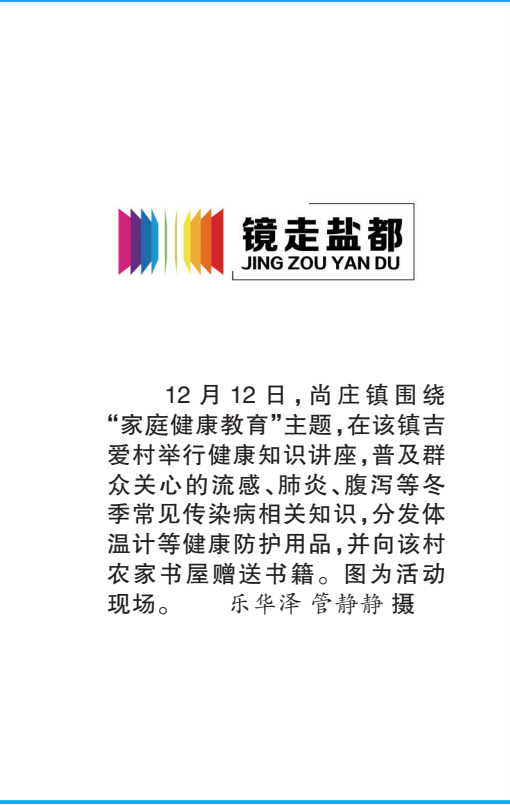 镜走盐都
JING ZOU YAN DU
12月12日，尚庄镇围绕
“家庭健康教育”主题，在该镇吉
爱村举行健康知识讲座，普及群
众关心的流感、肺炎、腹泻等冬
季常见传染病相关知识，分发体
温计等健康防护用品，并向该村
农家书屋赠送书籍。图为活动
现场。 乐华泽 管静静 摄